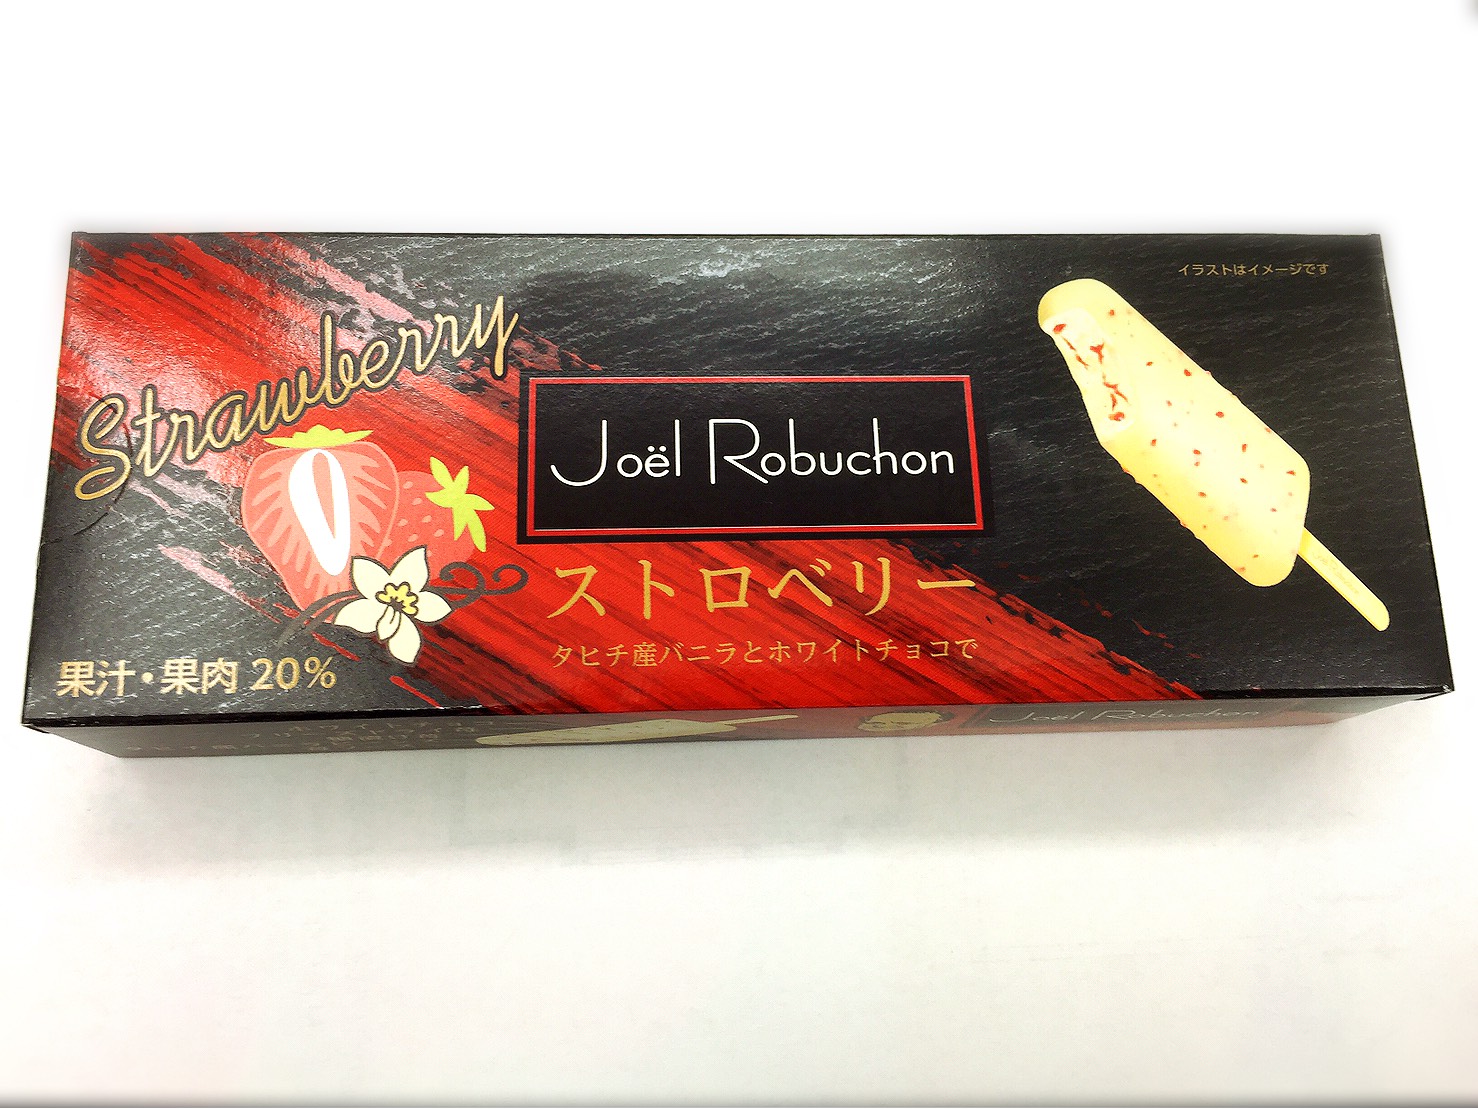 イラストはイメージです
Strawberry
Joël Robuchon
ストロベリー
タヒチ産バニラとホワイトチョコで
果汁・果肉 20%
Joël Robuchon